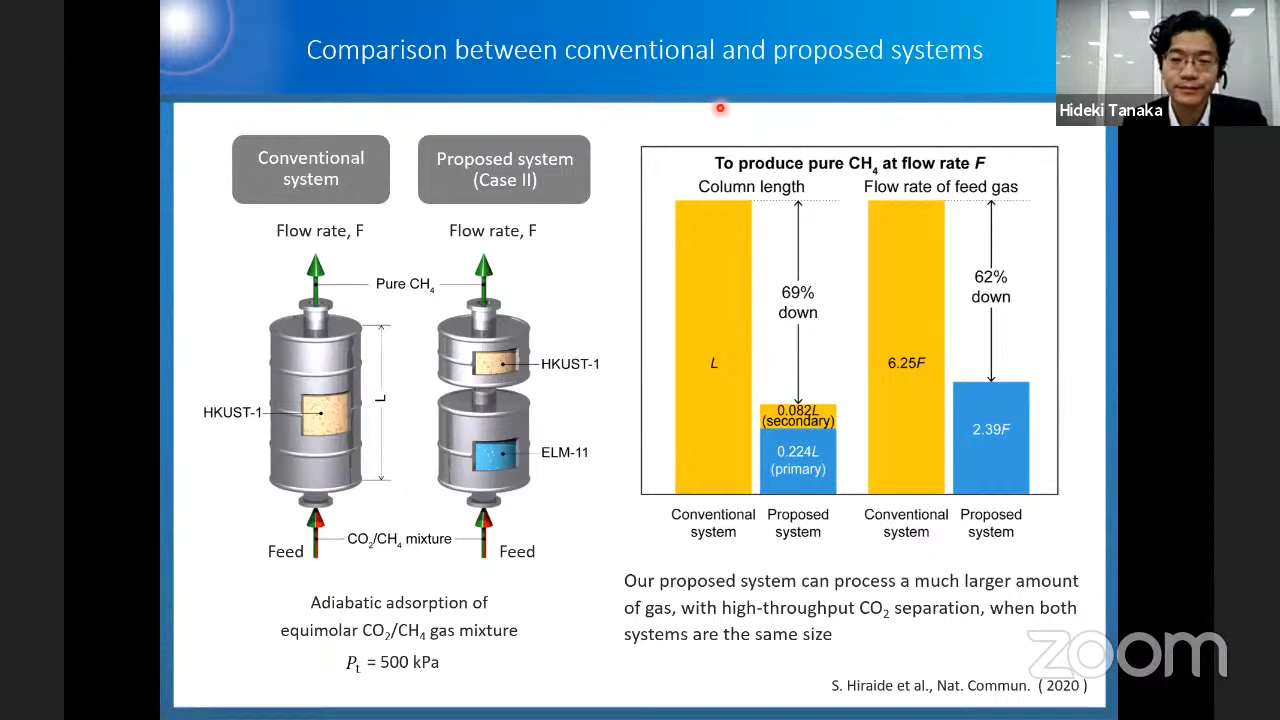 Comparison between conventional and proposed systems
Hideki Tanaka
Conventional
system
Proposed system
(Case II)
Flow rate, F
Flow rate, F
Pure CH4
HKUST-1
L
HKUST-1
ELM-11
CO2/CH4 mixture
Feed
Feed
Adiabatic adsorption of
equimolar CO2/CH4 gas mixture
Pt = 500 kPa
To produce pure CH4 at flow rate F
Column length
Flow rate of feed gas
69%
down
62%
down
L
0.082L
(secondary)
0.224L
(primary)
6.25F
2.39F
Conventional
system
Proposed
system
Conventional
system
Proposed
system
Our proposed system can process a much larger amount
of gas, with high-throughput CO2 separation, when both
systems are the same size
S. Hiraide et al., Nat. Commun. ( 2020 )
zoom